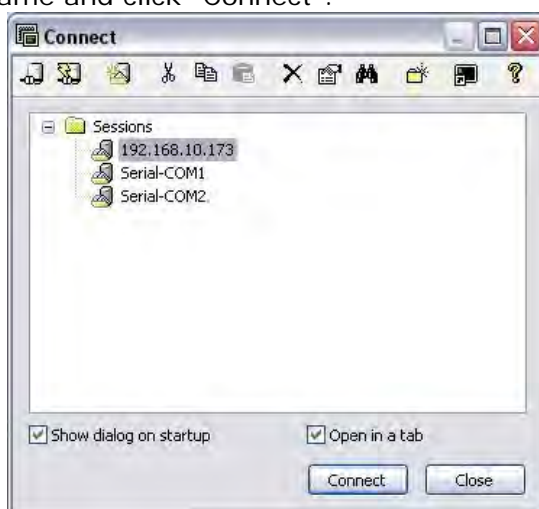 Connect
Sessions
192.168.10.173
Serial-COM1
Serial-COM2
Show dialog on startup
Open in a tab
Connect
Close